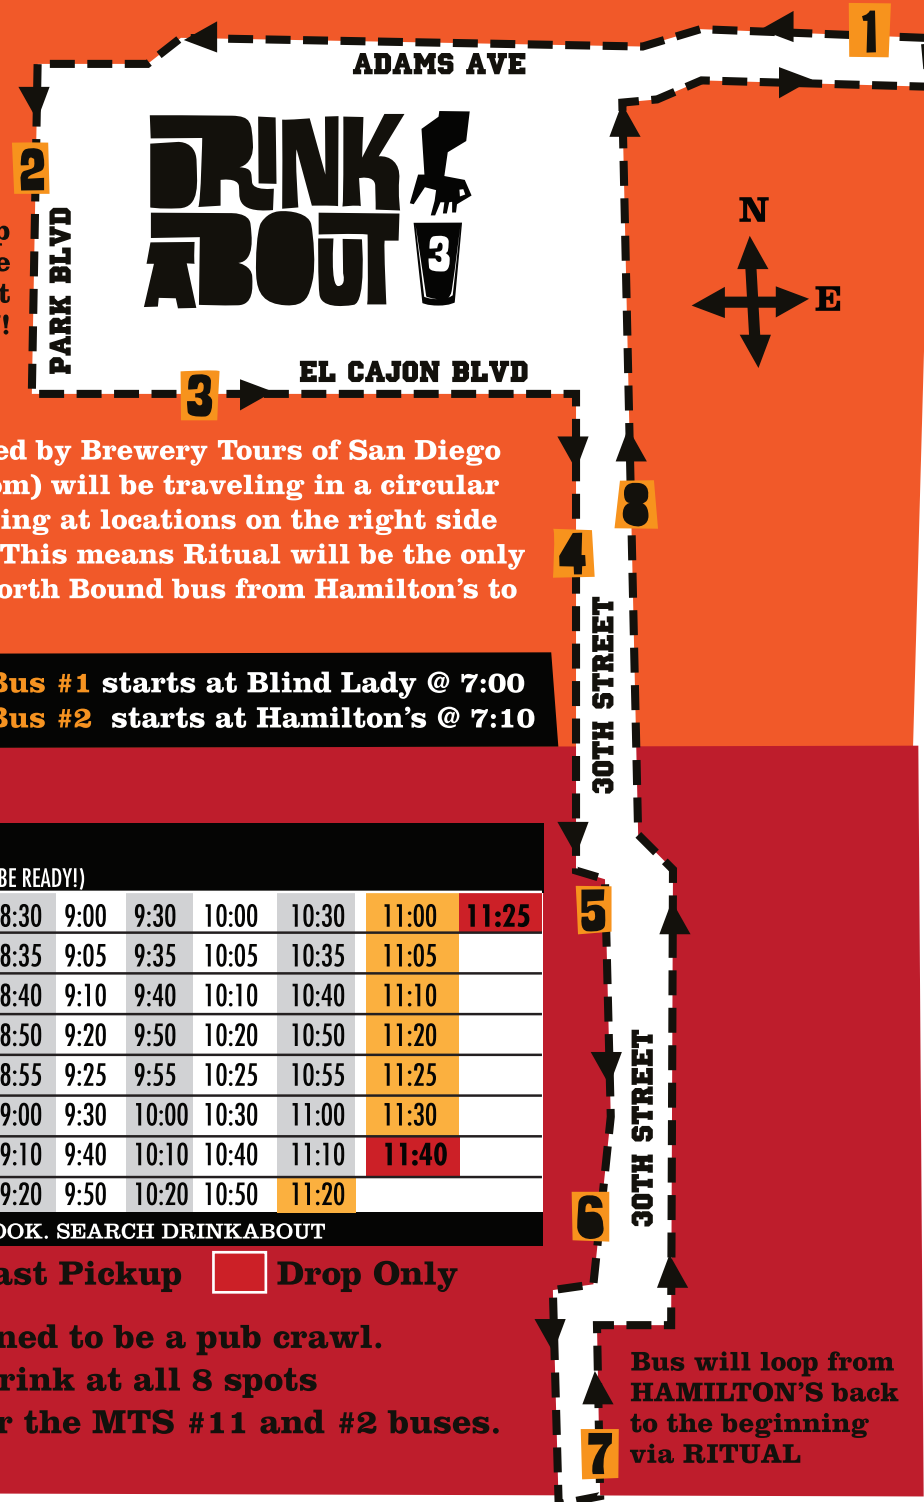 1
ADAMS AVE
2
DRINK
ABOUT
3
N
E
p
e
t
!
PARK BLVD
EL CAJON BLVD
3
ed by Brewery Tours of San Diego
om) will be traveling in a circular
ing at locations on the right side
This means Ritual will be the only
orth Bound bus from Hamilton's to
8
4
30TH STREET
Bus #1 starts at Blind Lady @ 7:00
Bus #2 starts at Hamilton's @ 7:10
BE READY!)
8:30 9:00 9:30 10:00 10:30 11:00 11:25
8:35 9:05 9:35 10:05 10:35 11:05
8:40 9:10 9:40 10:10 10:40 11:10
8:50 9:20 9:50 10:20 10:50 11:20
8:55 9:25 9:55 10:25 10:55 11:25
9:00 9:30 10:00 10:30 11:00 11:30
9:10 9:40 10:10 10:40 11:10 11:40
9:20 9:50 10:20 10:50 11:20
5
30TH STREET
6
OOK. SEARCH DRINKABOUT
ast Pickup Drop Only
ned to be a pub crawl.
rink at all 8 spots
r the MTS #11 and #2 buses.
7
Bus will loop from
HAMILTON'S back
to the beginning
via RITUAL